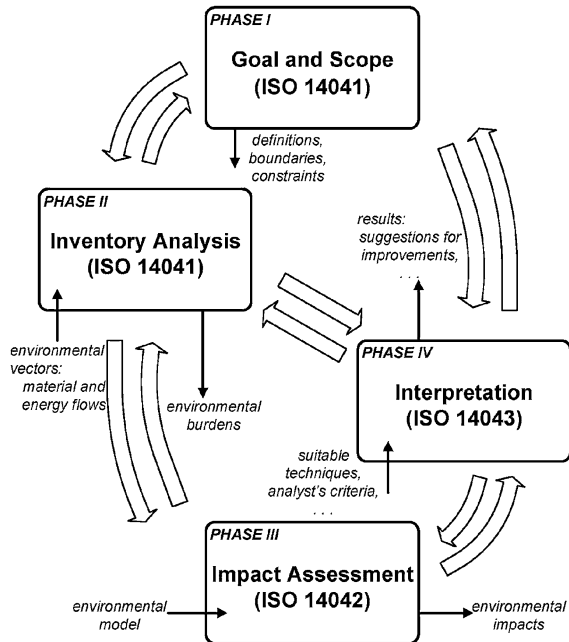 PHASE I
Goal and Scope
(ISO 14041)
definitions,
boundaries,
constraints
PHASE II
Inventory Analysis
(ISO 14041)
results:
suggestions for
improvements,
. . .
environmental
vectors:
material and
energy flows
environmental
burdens
PHASE IV
Interpretation
(ISO 14043)
suitable
techniques,
analyst's criteria,
. . .
PHASE III
Impact Assessment
(ISO 14042)
environmental
model
environmental
impacts